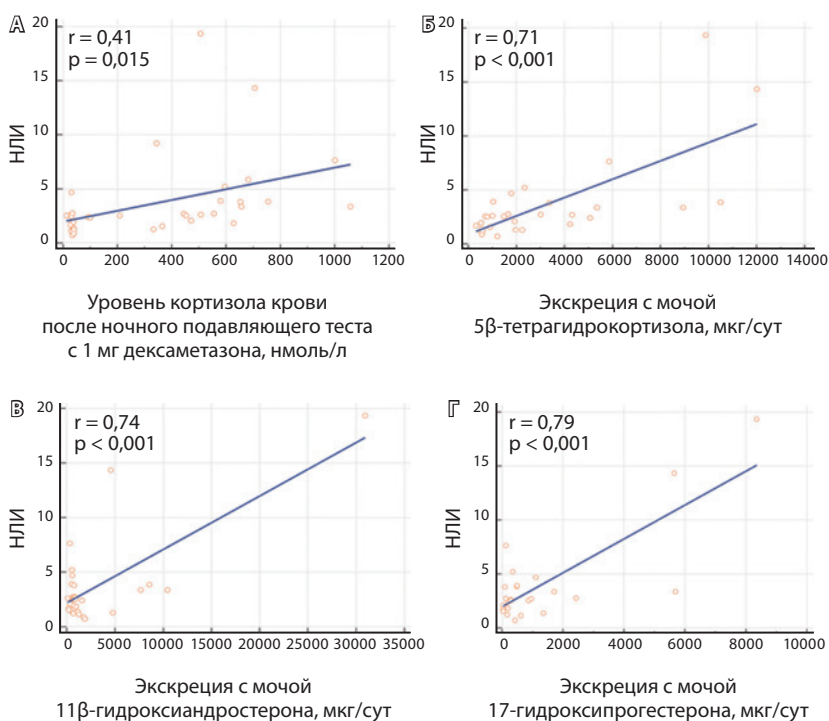 А
r = 0,41
p = 0,015
НЛИ
20
15
10
5
0
0 200 400 600 800 1000 1200
Уровень кортизола крови
после ночного подавляющего теста
с 1 мг дексаметазона, нмоль/л
Б
r = 0,71
p < 0,001
НЛИ
20
15
10
5
0
0 2000 4000 6000 8000 10000 12000 14000
Экскреция с мочой
5β-тетрагидрокортизола, мкг/сут
В
r = 0,74
p < 0,001
НЛИ
20
15
10
5
0
0 5000 10000 15000 20000 25000 30000 35000
Экскреция с мочой
11β-гидроксиандростерона, мкг/сут
Г
r = 0,79
p < 0,001
НЛИ
20
15
10
5
0
0 2000 4000 6000 8000 10000
Экскреция с мочой
17-гидроксипрогестерона, мкг/сут